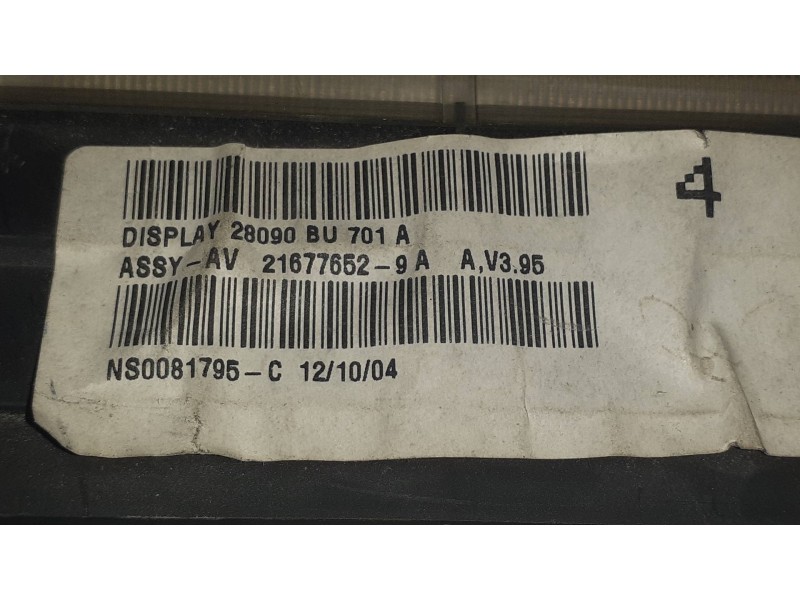 DISPLAY 28090 BU 701 A
ASSY-AV 21677652-9 A A,V3.95
NS0081795-C 12/10/04
4